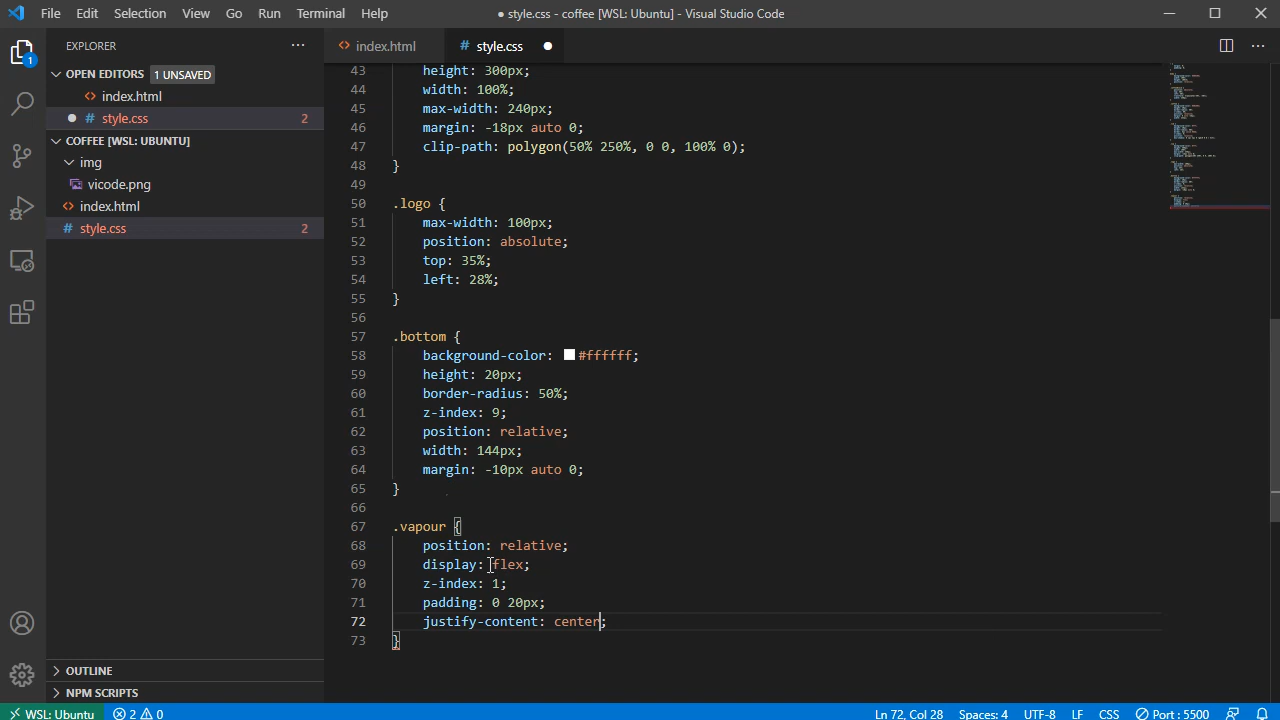 File Edit Selection View Go Run Terminal Help
● style.css - coffee [WSL: Ubuntu] - Visual Studio Code
EXPLORER
OPEN EDITORS 1 UNSAVED
index.html
style.css 2
COFFEE [WSL: UBUNTU]
img
vicode.png
index.html
style.css 2
OUTLINE
NPM SCRIPTS
1
index.html
style.css
43 height: 300px;
44 width: 100%;
45 max-width: 240px;
46 margin: -18px auto 0;
47 clip-path: polygon(50% 250%, 0 0, 100% 0);
48 }
49
50 .logo {
51 max-width: 100px;
52 position: absolute;
53 top: 35%;
54 left: 28%;
55 }
56
57 .bottom {
58 background-color: #ffffff;
59 height: 20px;
60 border-radius: 50%;
61 z-index: 9;
62 position: relative;
63 width: 144px;
64 margin: -10px auto 0;
65 }
66
67 .vapour {
68 position: relative;
69 display: flex;
70 z-index: 1;
71 padding: 0 20px;
72 justify-content: center;
73 }
WSL: Ubuntu 2 0 Ln 72, Col 28 Spaces: 4 UTF-8 LF CSS Port : 5500